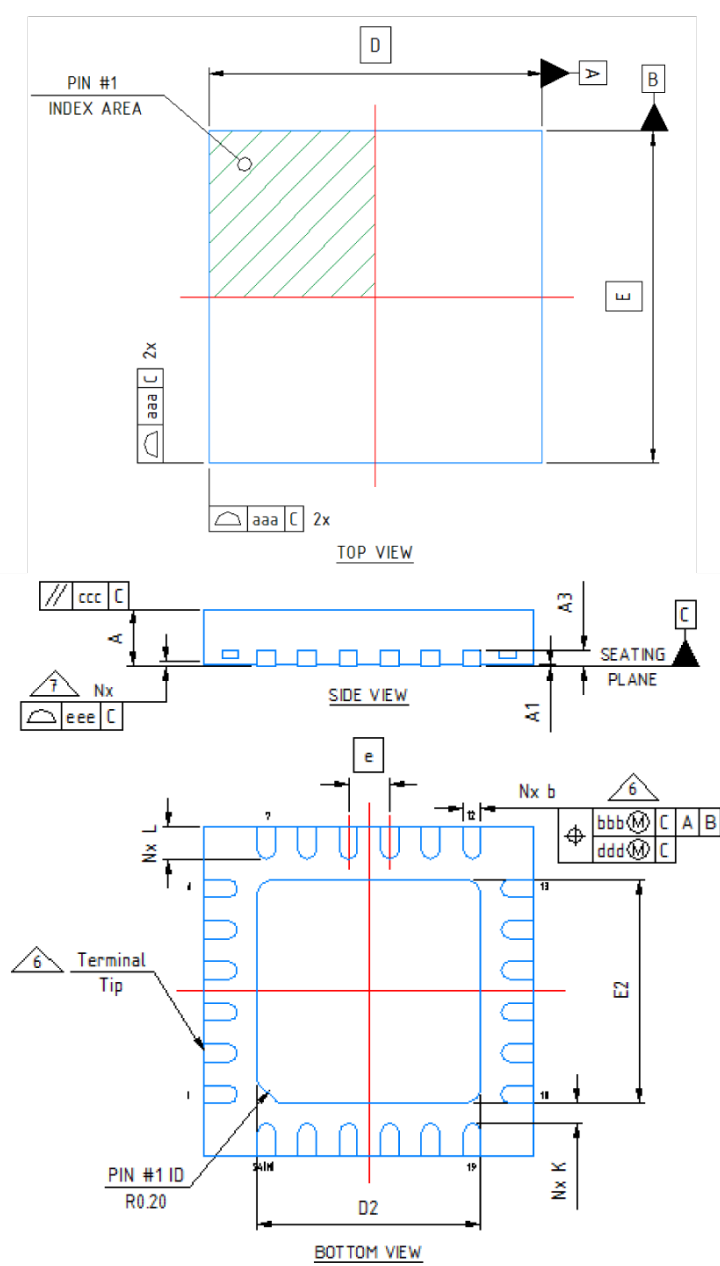 D
A
B
PIN #1
INDEX AREA
E
2x
aaa C
aaa C 2x
TOP VIEW
// ccc C
A
A3
C
SEATING
PLANE
7 Nx
eee C
SIDE VIEW
A1
e
Nx b 6
bbb Ⓜ C A B
ddd Ⓜ C
Nx L
7
12
13
6 Terminal
Tip
E2
1
18
PIN #1 ID
R0.20
19
D2
Nx K
BOTTOM VIEW